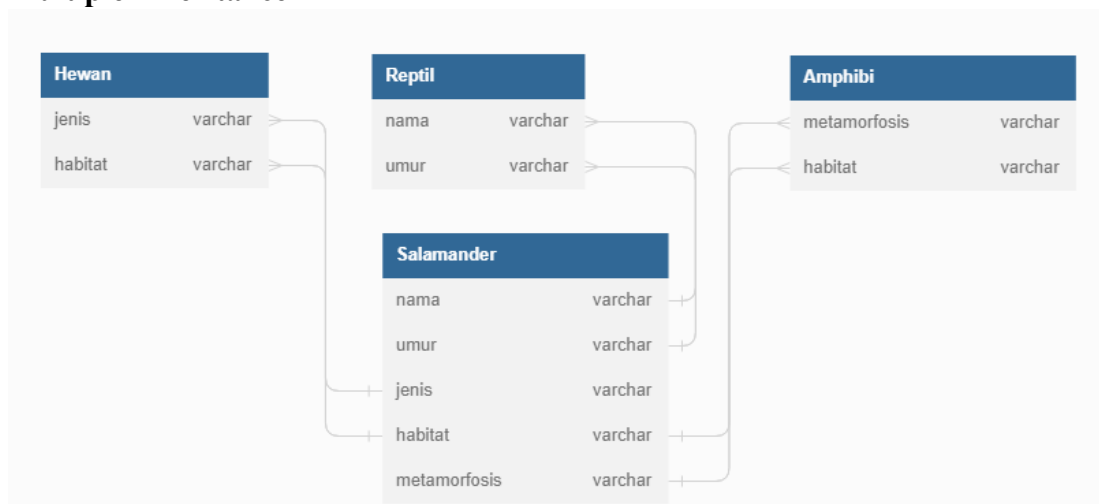 Hewan
jenis varchar
habitat varchar
Reptil
nama varchar
umur varchar
Amphibi
metamorfosis varchar
habitat varchar
Salamander
nama varchar
umur varchar
jenis varchar
habitat varchar
metamorfosis varchar